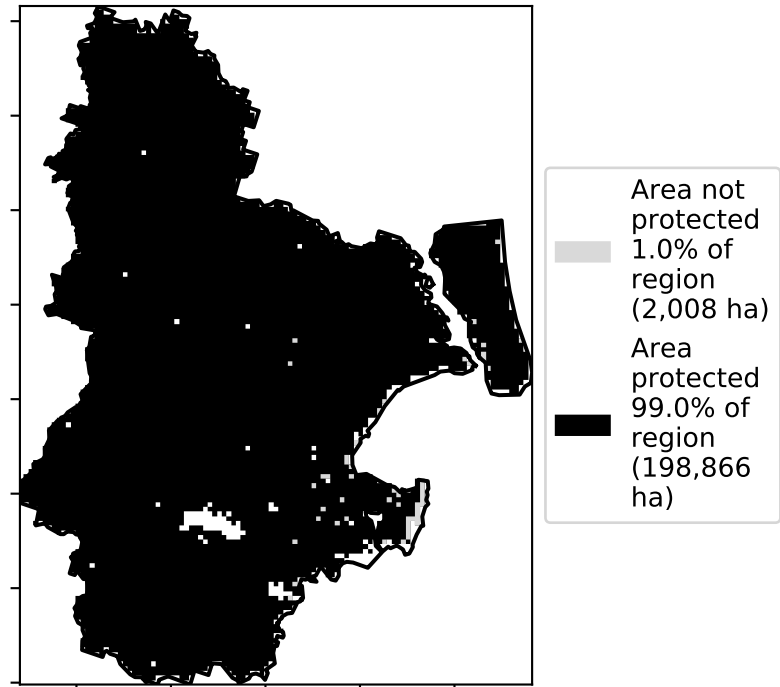 Area not
protected
1.0% of
region
(2,008 ha)
Area
protected
99.0% of
region
(198,866
ha)